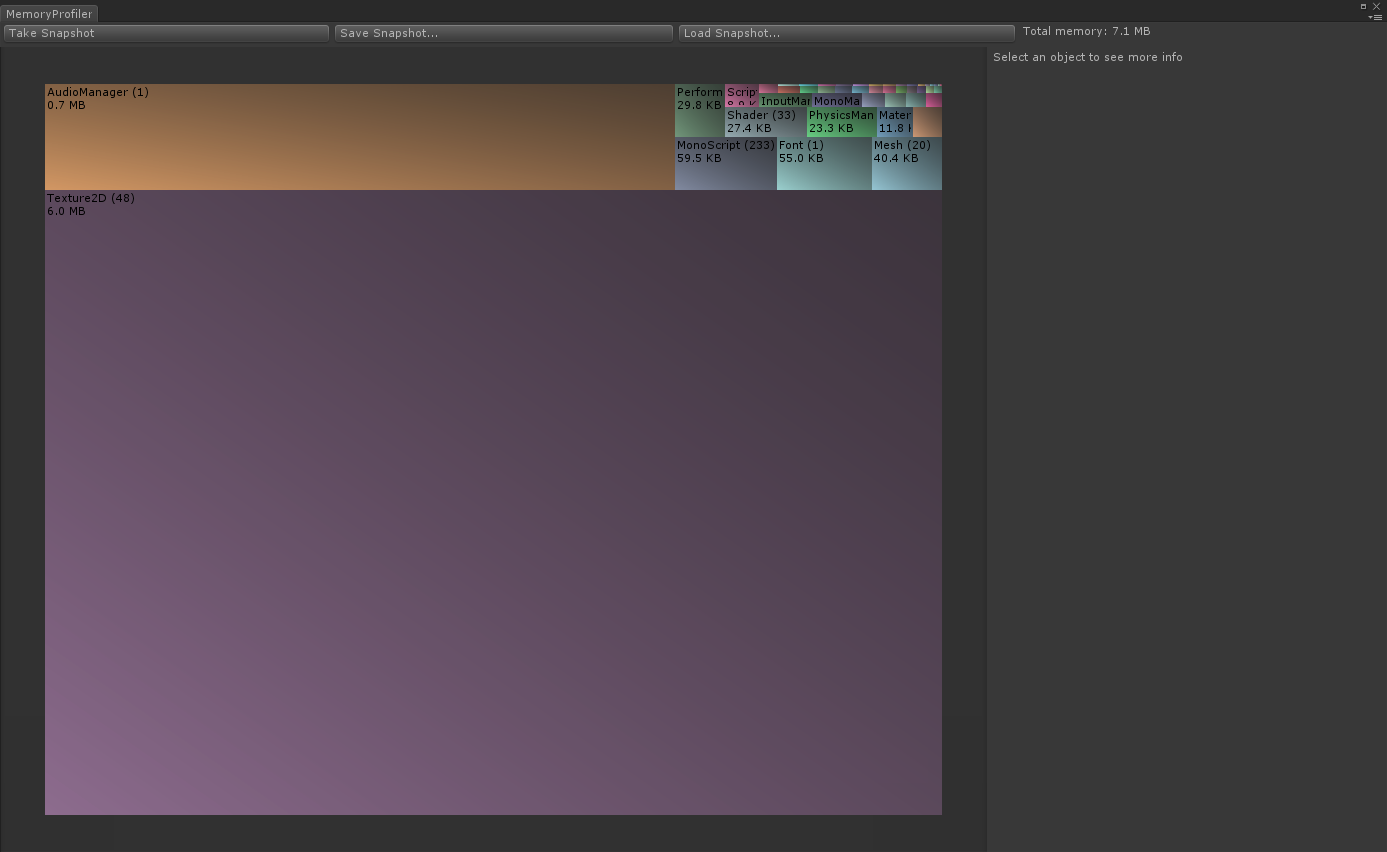 MemoryProfiler
Take Snapshot
Save Snapshot...
Load Snapshot...
Total memory: 7.1 MB
Select an object to see more info
AudioManager (1)
0.7 MB
Perform
29.8 KB
Scrip
InputMar
MonoMa
Shader (33)
27.4 KB
PhysicsMan
23.3 KB
Mater
11.8
MonoScript (233)
59.5 KB
Font (1)
55.0 KB
Mesh (20)
40.4 KB
Texture2D (48)
6.0 MB